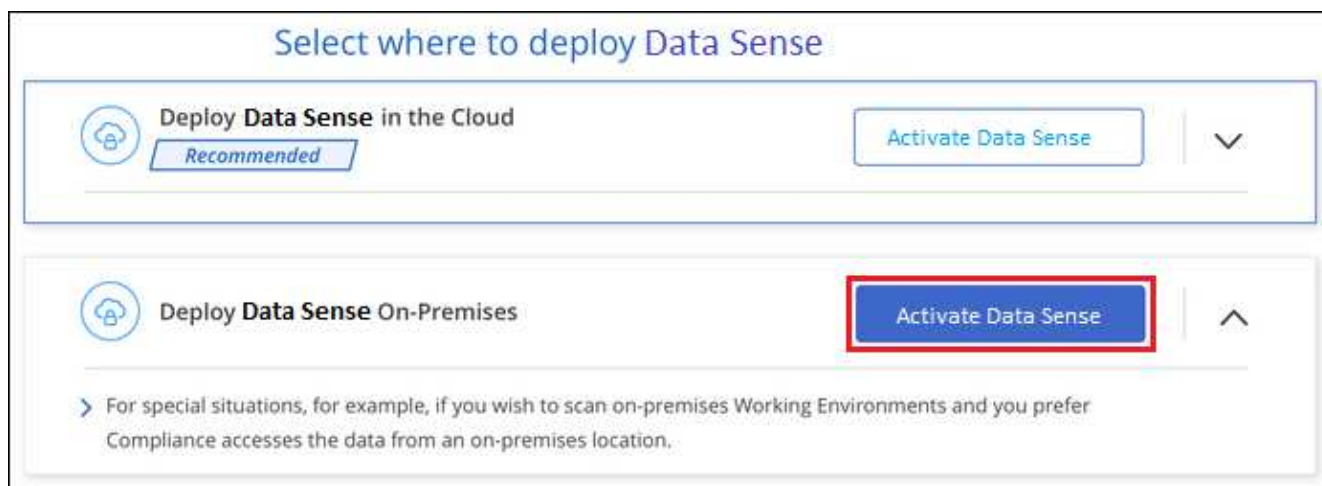 Select where to deploy Data Sense
Deploy Data Sense in the Cloud
Recommended
Activate Data Sense
Deploy Data Sense On-Premises
Activate Data Sense
For special situations, for example, if you wish to scan on-premises Working Environments and you prefer
Compliance accesses the data from an on-premises location.